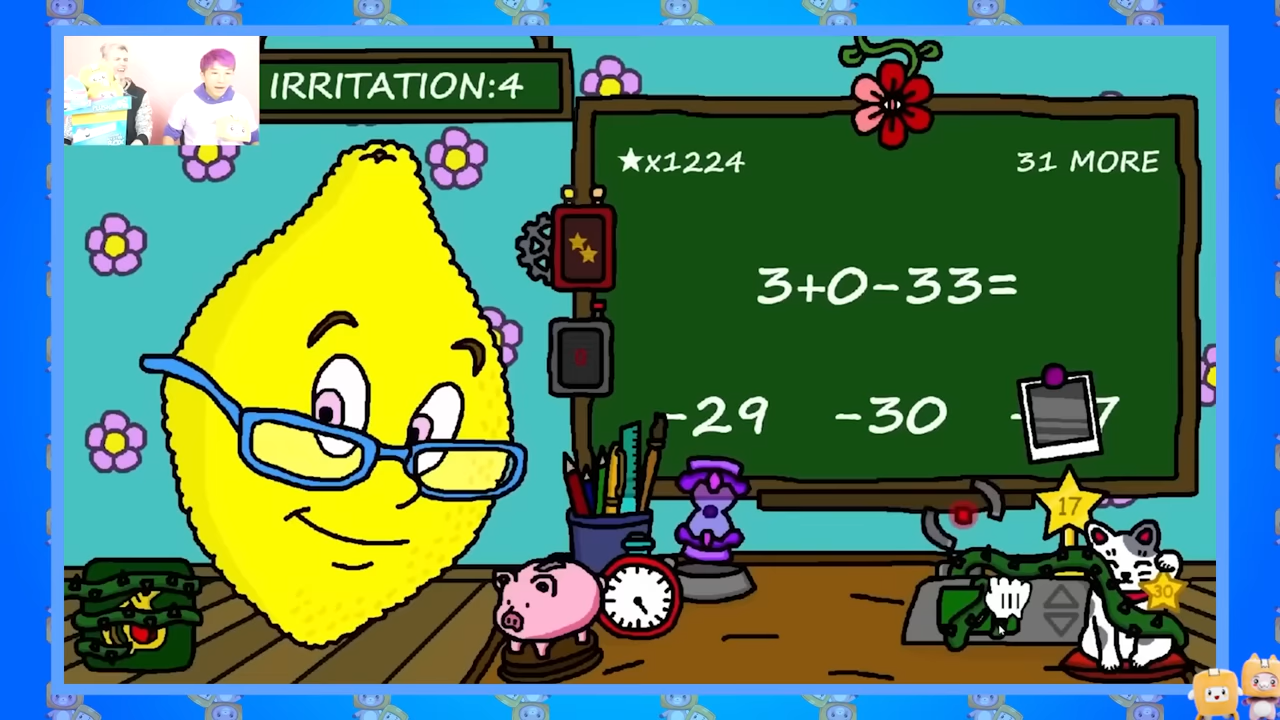 IRRITATION:4
★x1224
31 MORE
3+0-33=
-29
-30
17
30